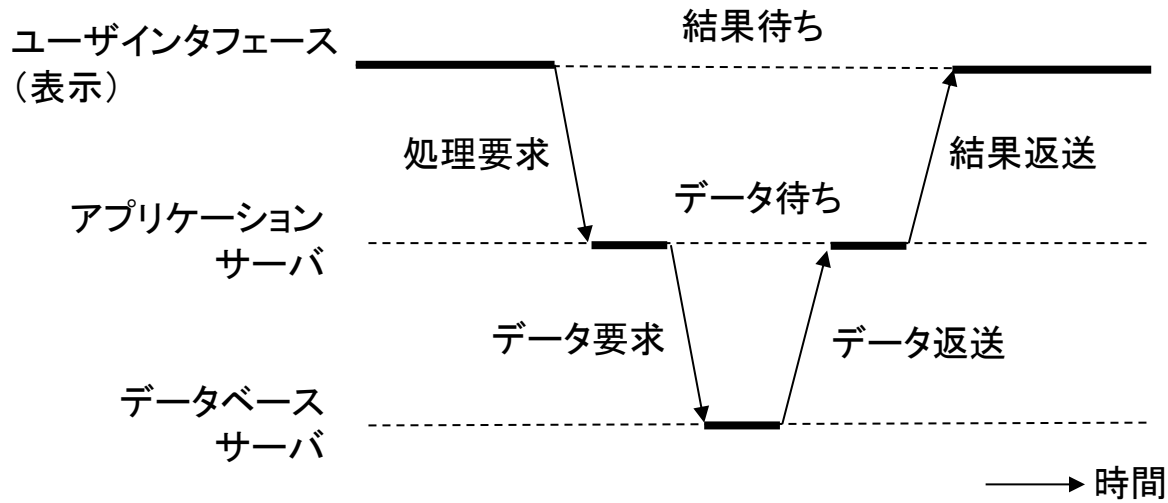 結果待ち
ユーザインタフェース
（表示）
処理要求
結果返送
データ待ち
アプリケーション
サーバ
データ要求
データ返送
データベース
サーバ
時間